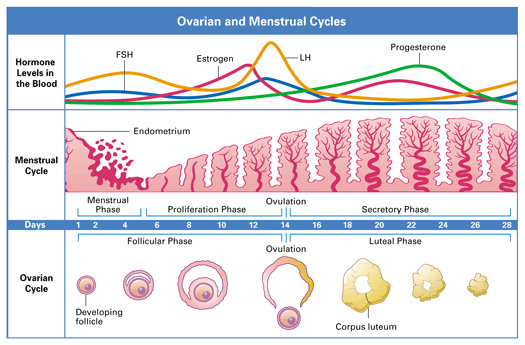 Ovarian and Menstrual Cycles
Hormone
Levels in
the Blood
FSH
Estrogen
LH
Progesterone
Menstrual
Cycle
Endometrium
Menstrual
Phase
Proliferation Phase
Ovulation
Secretory Phase
Days
1 2 4 6 8 10 12 14 16 18 20 22 24 26 28
Follicular Phase
Luteal Phase
Ovarian
Cycle
Ovulation
Developing
follicle
Corpus luteum